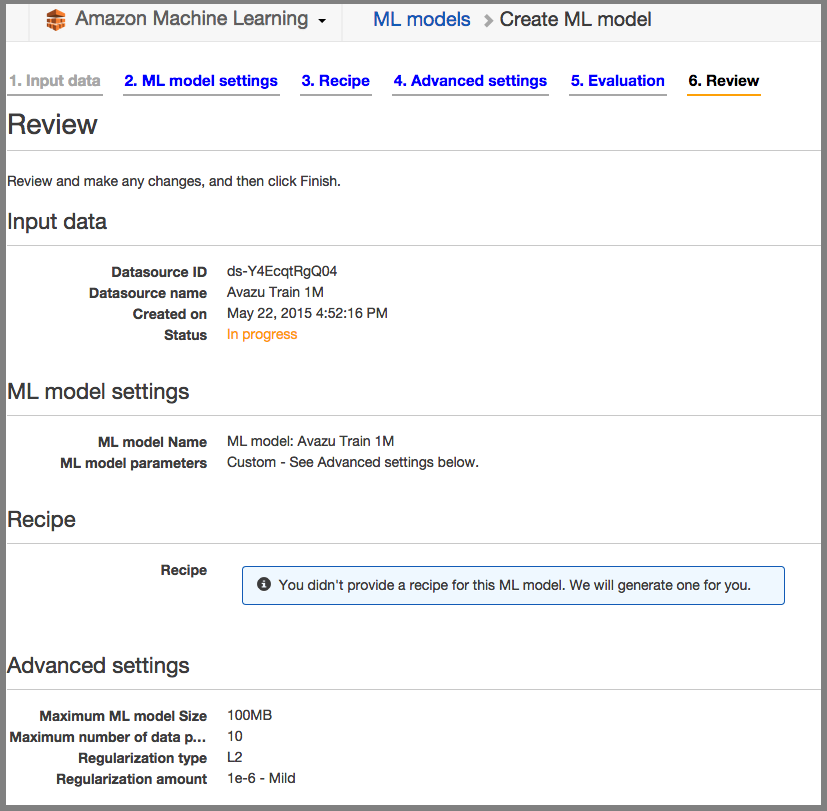 Amazon Machine Learning ML models Create ML model
1. Input data 2. ML model settings 3. Recipe 4. Advanced settings 5. Evaluation 6. Review
Review
Review and make any changes, and then click Finish.
Input data
Datasource ID ds-Y4EcqtRgQ04
Datasource name Avazu Train 1M
Created on May 22, 2015 4:52:16 PM
Status In progress
ML model settings
ML model Name ML model: Avazu Train 1M
ML model parameters Custom - See Advanced settings below.
Recipe
Recipe You didn't provide a recipe for this ML model. We will generate one for you.
Advanced settings
Maximum ML model Size 100MB
Maximum number of data p... 10
Regularization type L2
Regularization amount 1e-6 - Mild